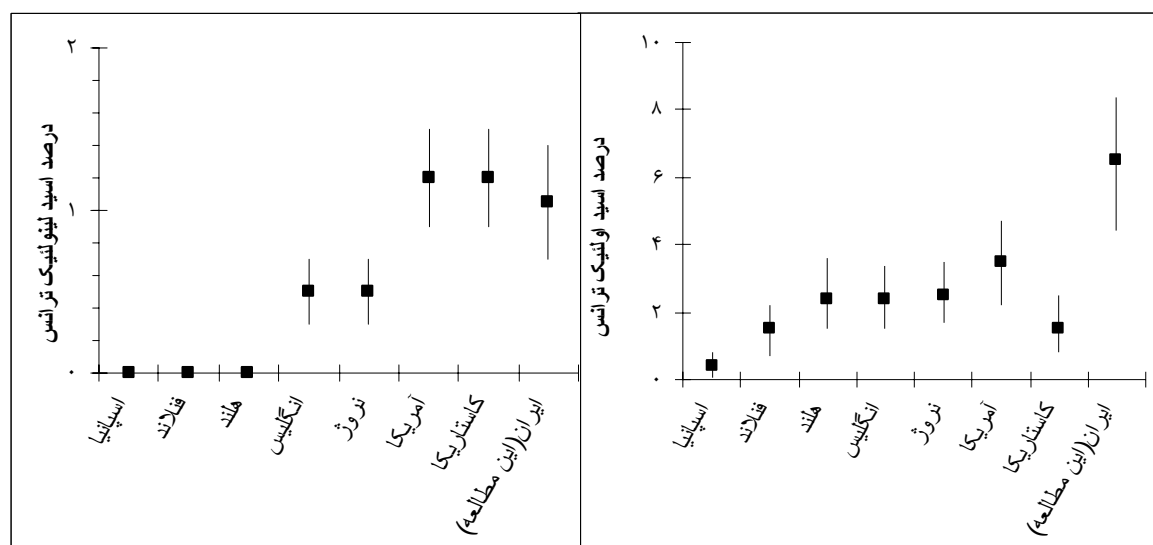 درصد اسید لینولئیک ترانس
۲
۱
۰
اسپانیا
فنلاند
هلند
انگلیس
نروژ
آمریکا
کاستاریکا
ایران(این مطالعه)
درصد اسید اولئیک ترانس
۱۰
۸
۶
۴
۲
۰
اسپانیا
فنلاند
هلند
انگلیس
نروژ
آمریکا
کاستاریکا
ایران(این مطالعه)